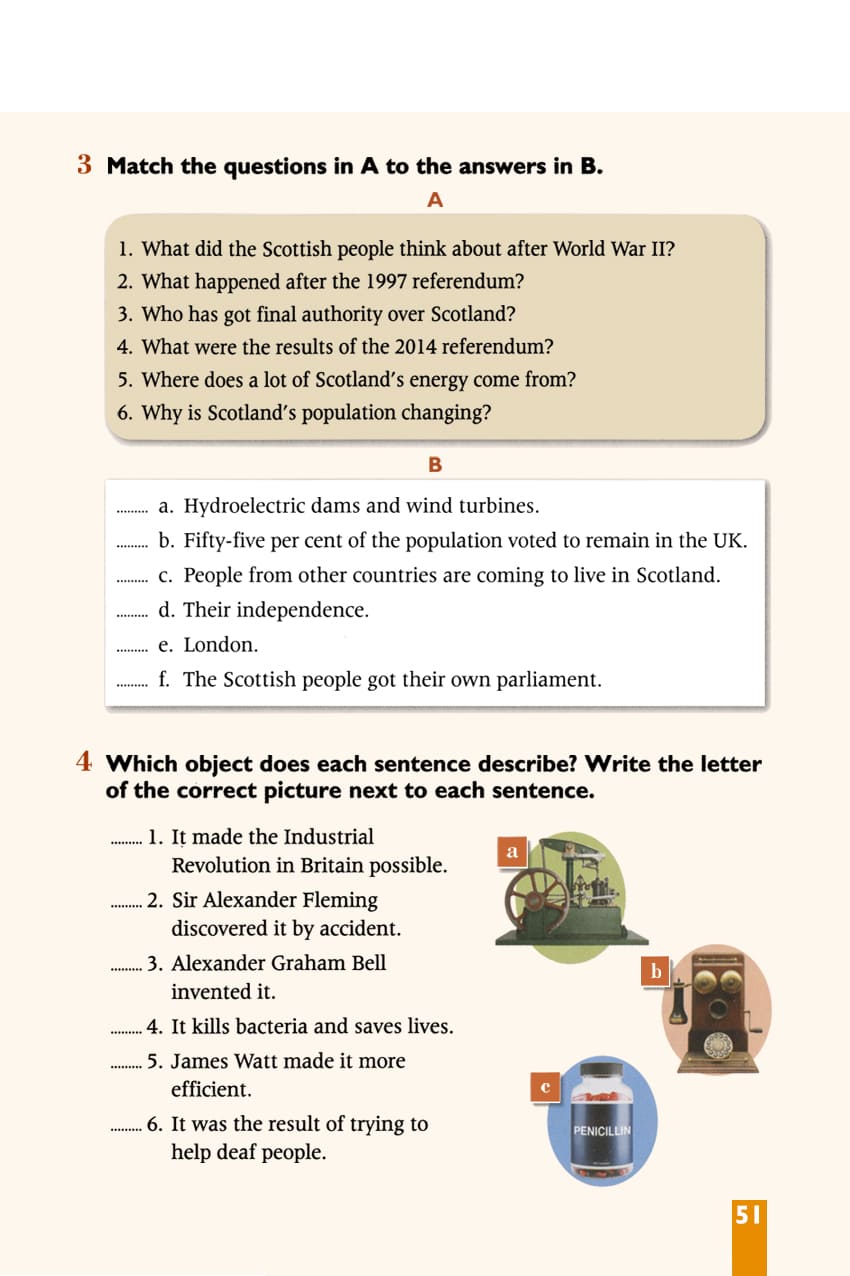 3 Match the questions in A to the answers in B.
A
1. What did the Scottish people think about after World War II?
2. What happened after the 1997 referendum?
3. Who has got final authority over Scotland?
4. What were the results of the 2014 referendum?
5. Where does a lot of Scotland's energy come from?
6. Why is Scotland's population changing?
B
......... a. Hydroelectric dams and wind turbines.
......... b. Fifty-five per cent of the population voted to remain in the UK.
......... c. People from other countries are coming to live in Scotland.
......... d. Their independence.
......... e. London.
......... f. The Scottish people got their own parliament.
4 Which object does each sentence describe? Write the letter
of the correct picture next to each sentence.
......... 1. It made the Industrial
Revolution in Britain possible.
......... 2. Sir Alexander Fleming
discovered it by accident.
......... 3. Alexander Graham Bell
invented it.
......... 4. It kills bacteria and saves lives.
......... 5. James Watt made it more
efficient.
......... 6. It was the result of trying to
help deaf people.
a
b
c
PENICILLIN
51